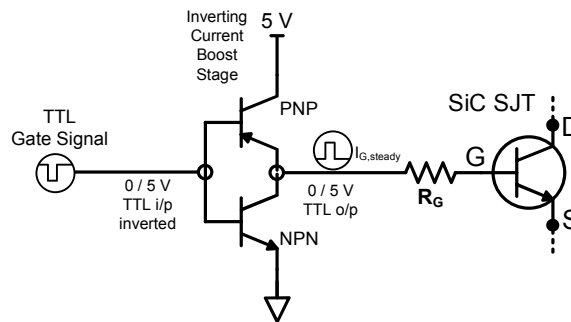 Inverting
Current
Boost
Stage
5 V
PNP
TTL
Gate Signal
0 / 5 V
TTL i/p
inverted
NPN
I_G,steady
0 / 5 V
TTL o/p
R_G
SiC SJT
G
D
S